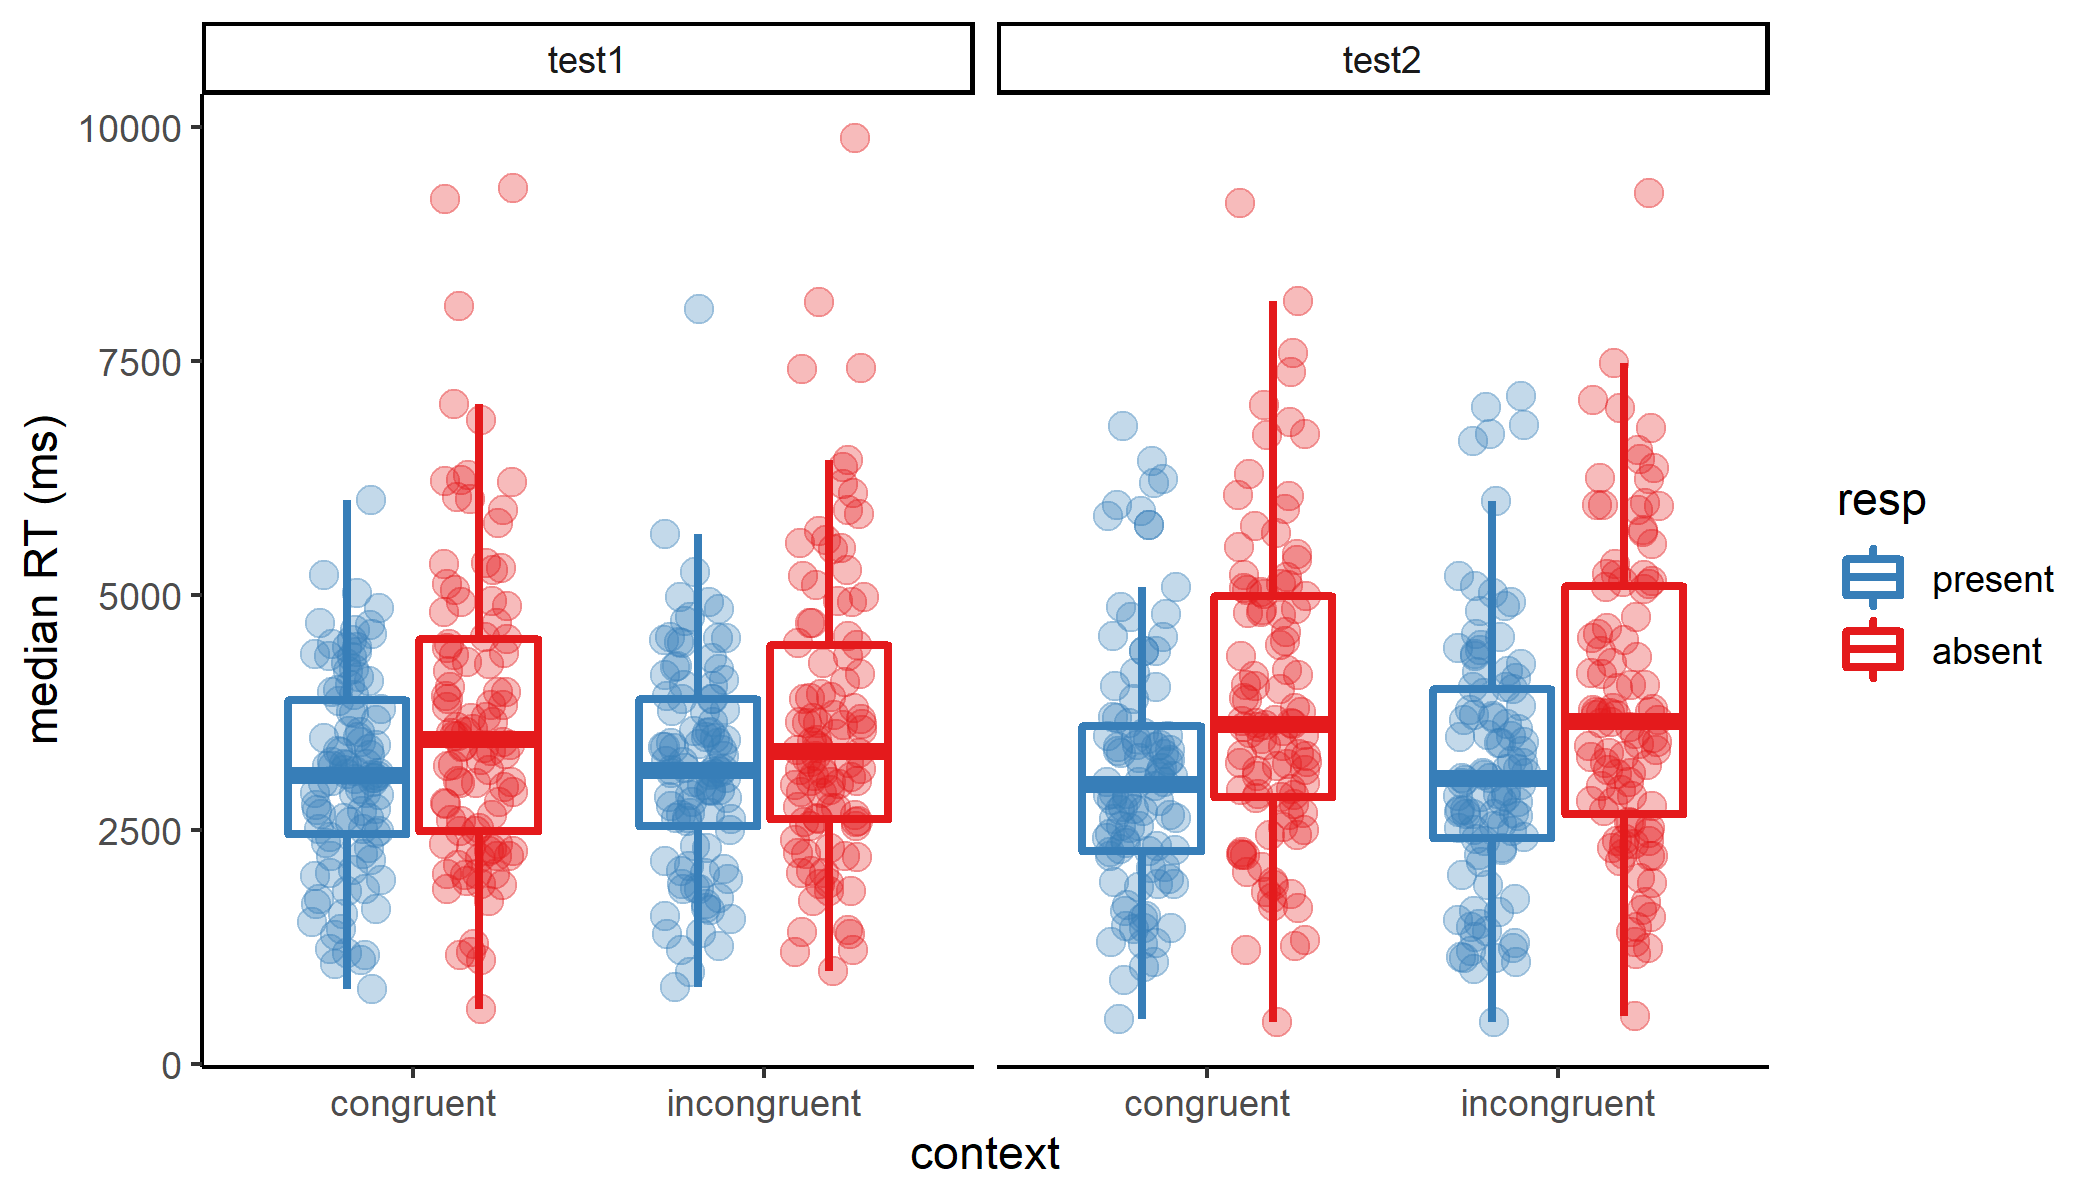 test1 test2
10000
7500
5000
2500
0
median RT (ms)
congruent incongruent congruent incongruent
context
resp
present
absent